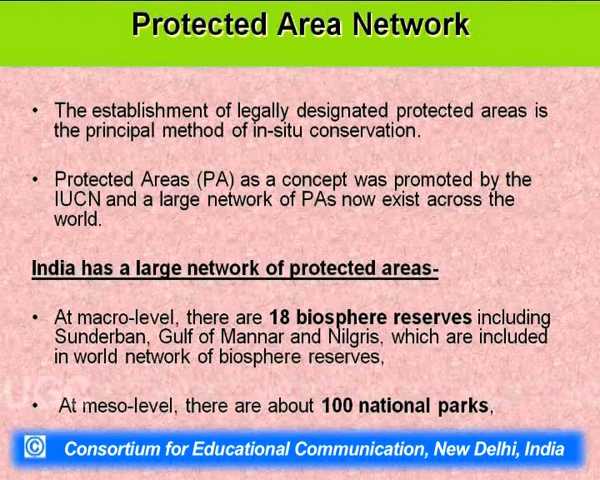 Protected Area Network
• The establishment of legally designated protected areas is
the principal method of in-situ conservation.
• Protected Areas (PA) as a concept was promoted by the
IUCN and a large network of PAs now exist across the
world.
India has a large network of protected areas-
• At macro-level, there are 18 biosphere reserves including
Sunderban, Gulf of Mannar and Nilgris, which are included
in world network of biosphere reserves,
• At meso-level, there are about 100 national parks,
© Consortium for Educational Communication, New Delhi, India